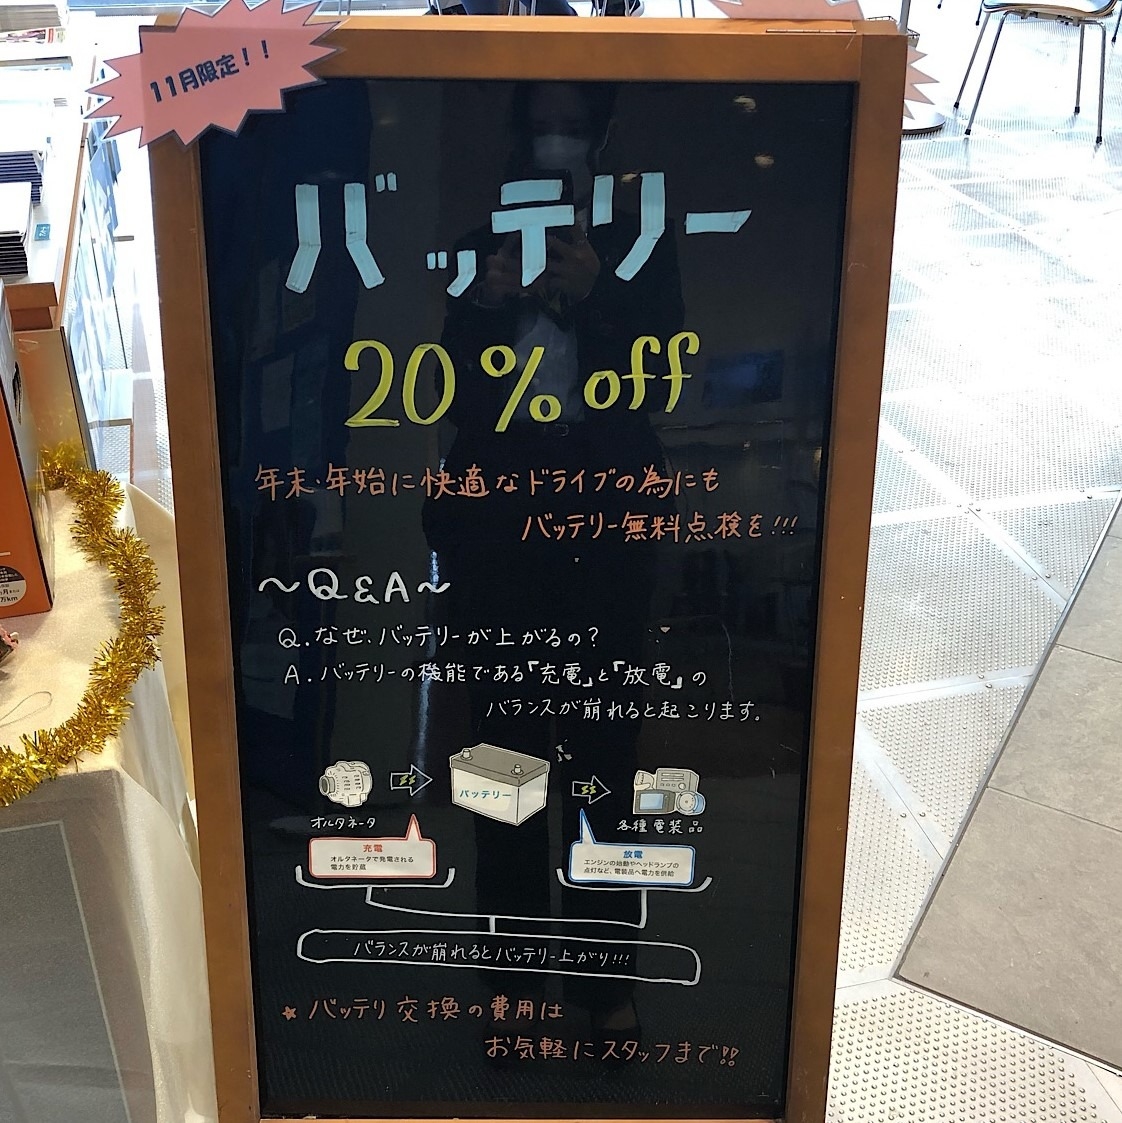 11月限定！！
バッテリー
20% off
年末・年始に快適なドライブの為にも
バッテリー無料点検を!!!
～Q&A～
Q.なぜ、バッテリーが上がるの?
A.バッテリーの機能である「充電」と「放電」の
バランスが崩れると起こります。
バッテリー
オルタネータ
各種電装品
充電
オルタネータで発電される
電力を貯蔵
放電
エンジンの始動やヘッドランプの
点灯など、電装品へ電力を供給
バランスが崩れるとバッテリー上がり!!!
☆バッテリ交換の費用は
お気軽にスタッフまで!!